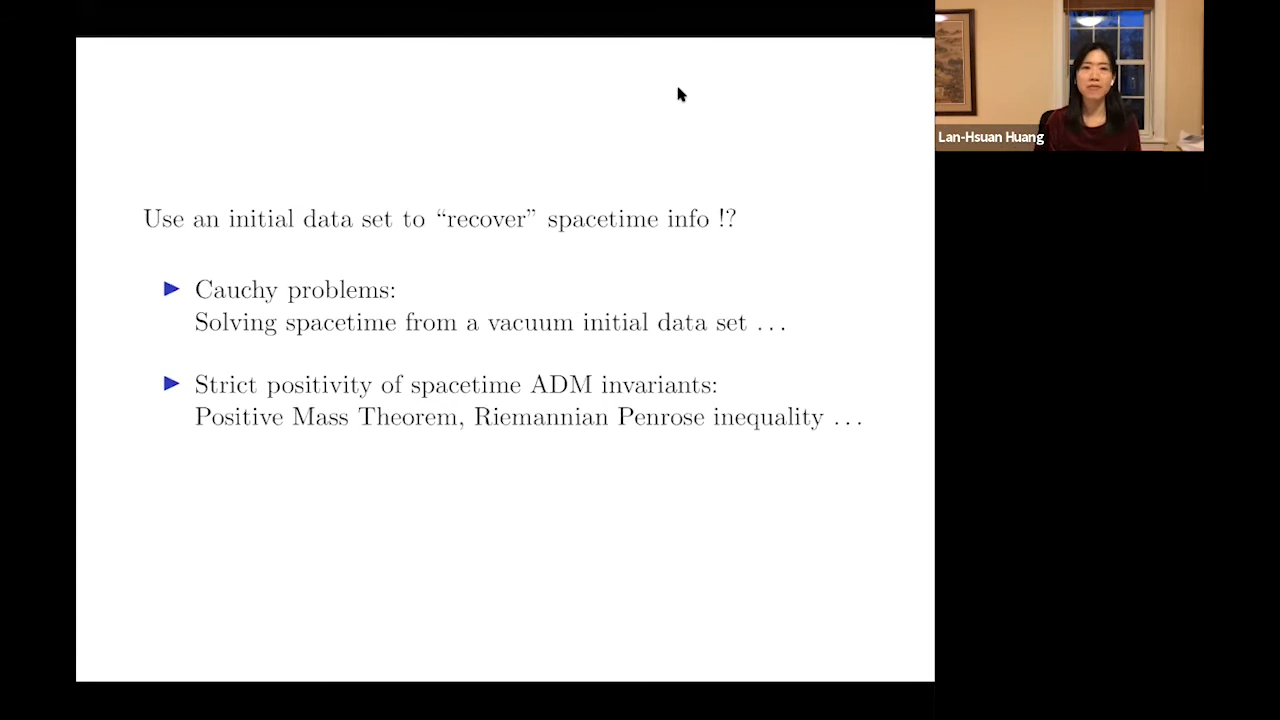 Use an initial data set to “recover” spacetime info !?
Cauchy problems:
Solving spacetime from a vacuum initial data set . . .
Strict positivity of spacetime ADM invariants:
Positive Mass Theorem, Riemannian Penrose inequality . . .
Lan-Hsuan Huang